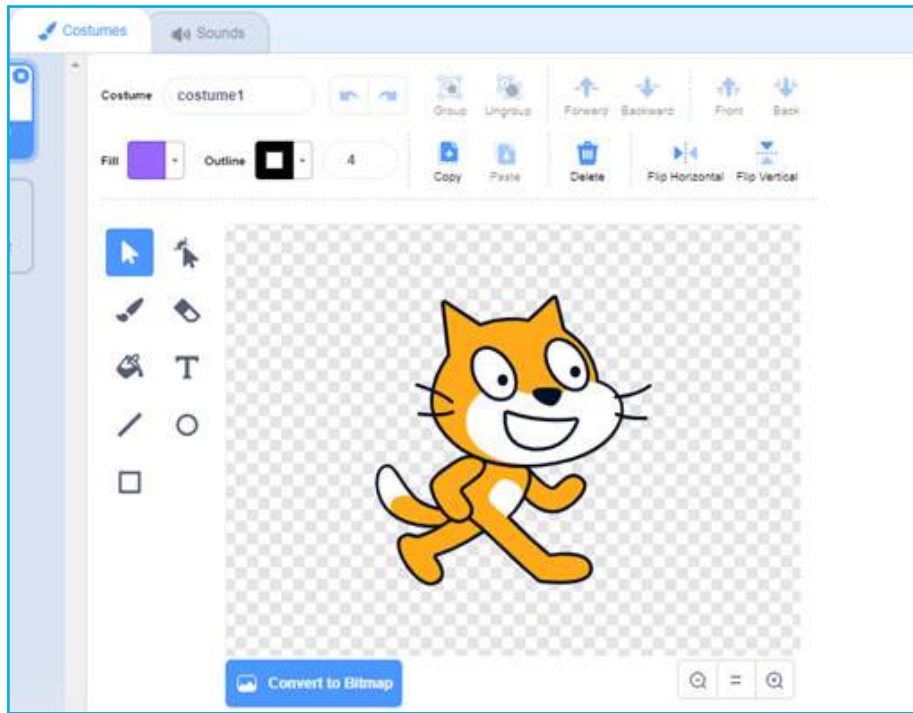 Costumes Sounds
Costume costume1 Group Ungroup Forward Backward Front Back
Fill Outline 4 Copy Paste Delete Flip Horizontal Flip Vertical
T
Convert to Bitmap
=